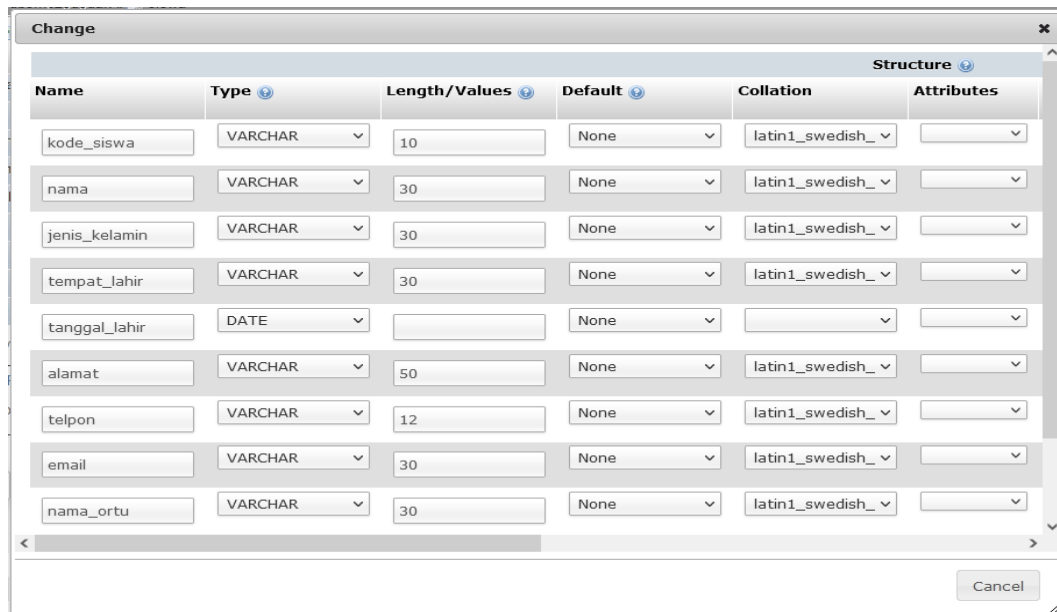 Change
Structure
Name Type Length/Values Default Collation Attributes
kode_siswa VARCHAR 10 None latin1_swedish_
nama VARCHAR 30 None latin1_swedish_
jenis_kelamin VARCHAR 30 None latin1_swedish_
tempat_lahir VARCHAR 30 None latin1_swedish_
tanggal_lahir DATE None
alamat VARCHAR 50 None latin1_swedish_
telpon VARCHAR 12 None latin1_swedish_
email VARCHAR 30 None latin1_swedish_
nama_ortu VARCHAR 30 None latin1_swedish_
Cancel